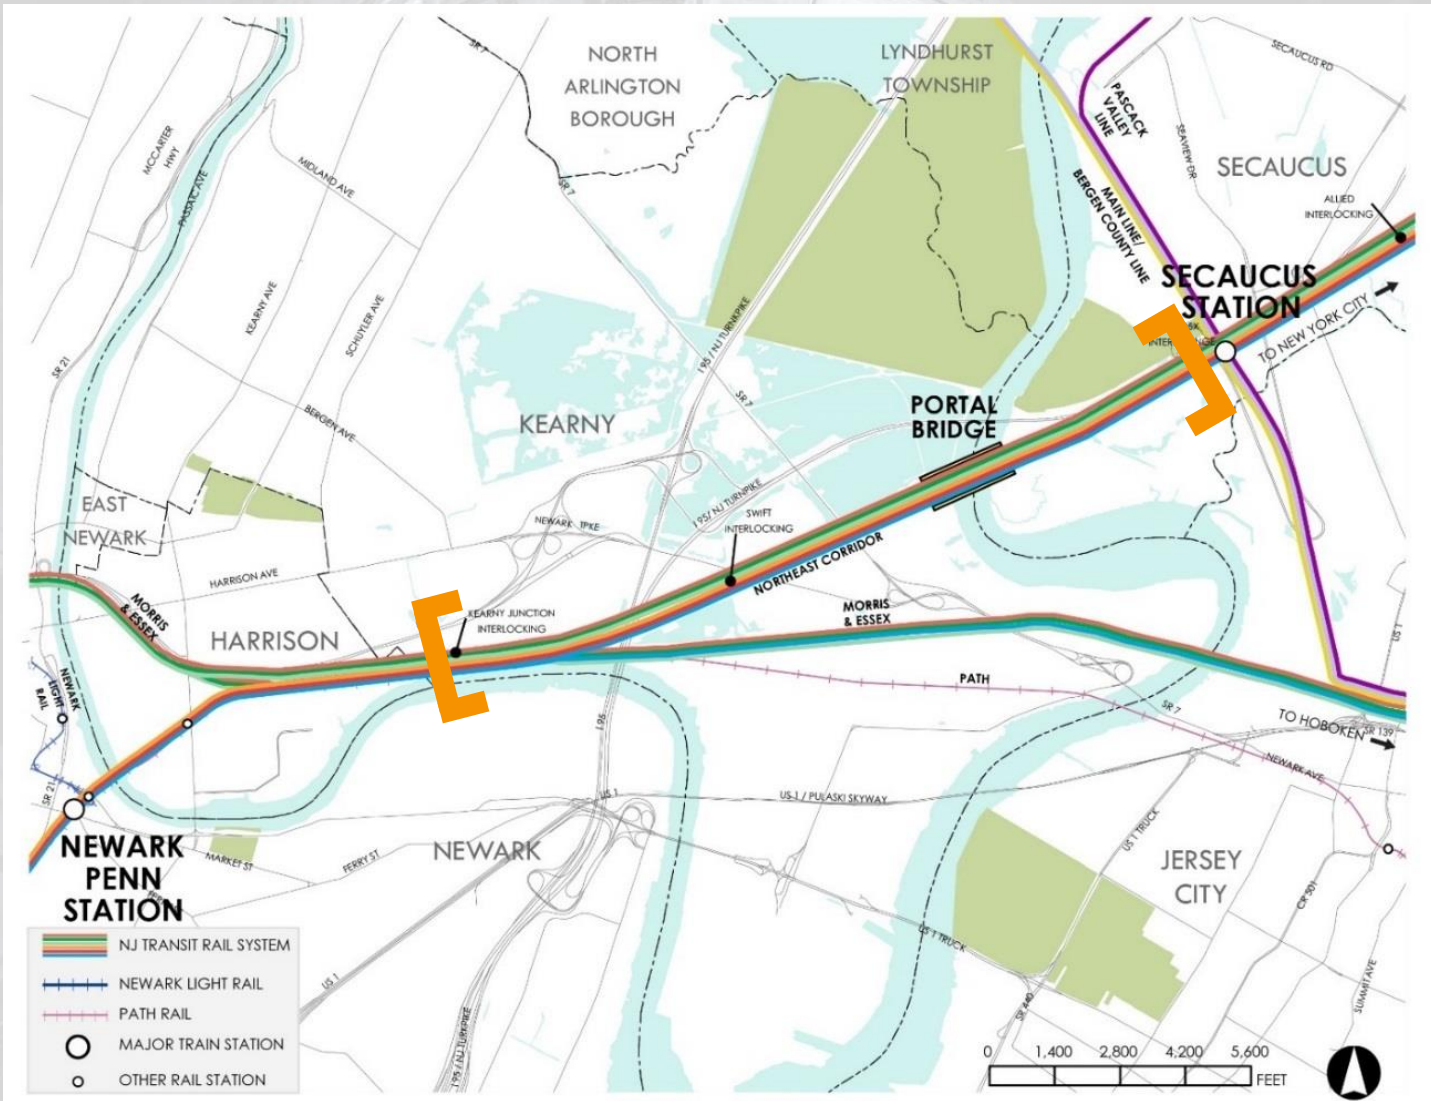 SR 7
NORTH
ARLINGTON
BOROUGH
LYNDHURST
TOWNSHIP
SECAUCUS RD
PASCACK
VALLEY
LINE
SEAVIEW DR
SECAUCUS
MCCARTER
HWY
PASSAIC AVE
MIDLAND AVE
SR 7
MAIN LINE/
BERGEN COUNTY LINE
ALLIED
INTERLOCKING
SECAUCUS
STATION
TO NEW YORK CITY
KEARNY AVE
SCHUYLER AVE
SR 21
I 95 / NJ TURNKPIKE
SR 7
BERGEN AVE
KEARNY
PORTAL
BRIDGE
EAST
NEWARK
NEWARK TPKE
I 95/ NJ TURNPIKE
SWIFT
INTERLOCKING
NORTHEAST CORRIDOR
HARRISON AVE
MORRIS
& ESSEX
HARRISON
KEARNY JUNCTION
INTERLOCKING
MORRIS
& ESSEX
US 1
NEWARK
LIGHT
RAIL
PATH
I 95
SR 7
TO HOBOKEN
SR 139
NEWARK AVE
SR 21
US 1
US 1 / PULASKI SKYWAY
NEWARK
PENN
STATION
MARKET ST
FERRY ST
NEWARK
US 1 TRUCK
JERSEY
CITY
CR 501
US 1 TRUCK
US 1
SR 440
SUMMIT AVE
I 95 / NJ TURKPIKE
NJ TRANSIT RAIL SYSTEM
NEWARK LIGHT RAIL
PATH RAIL
MAJOR TRAIN STATION
OTHER RAIL STATION
0 1,400 2,800 4,200 5,600
FEET